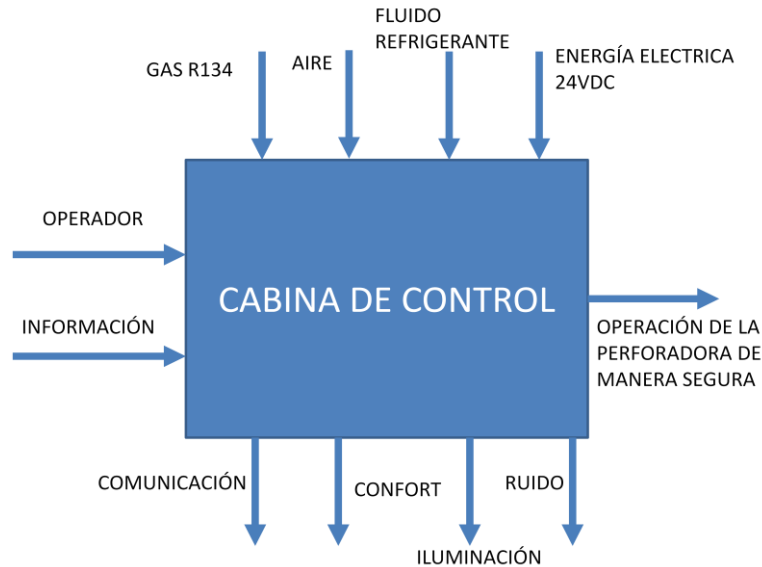 FLUIDO
REFRIGERANTE
GAS R134
AIRE
ENERGÍA ELECTRICA
24VDC
OPERADOR
CABINA DE CONTROL
INFORMACIÓN
OPERACIÓN DE LA
PERFORADORA DE
MANERA SEGURA
COMUNICACIÓN
CONFORT
RUIDO
ILUMINACIÓN